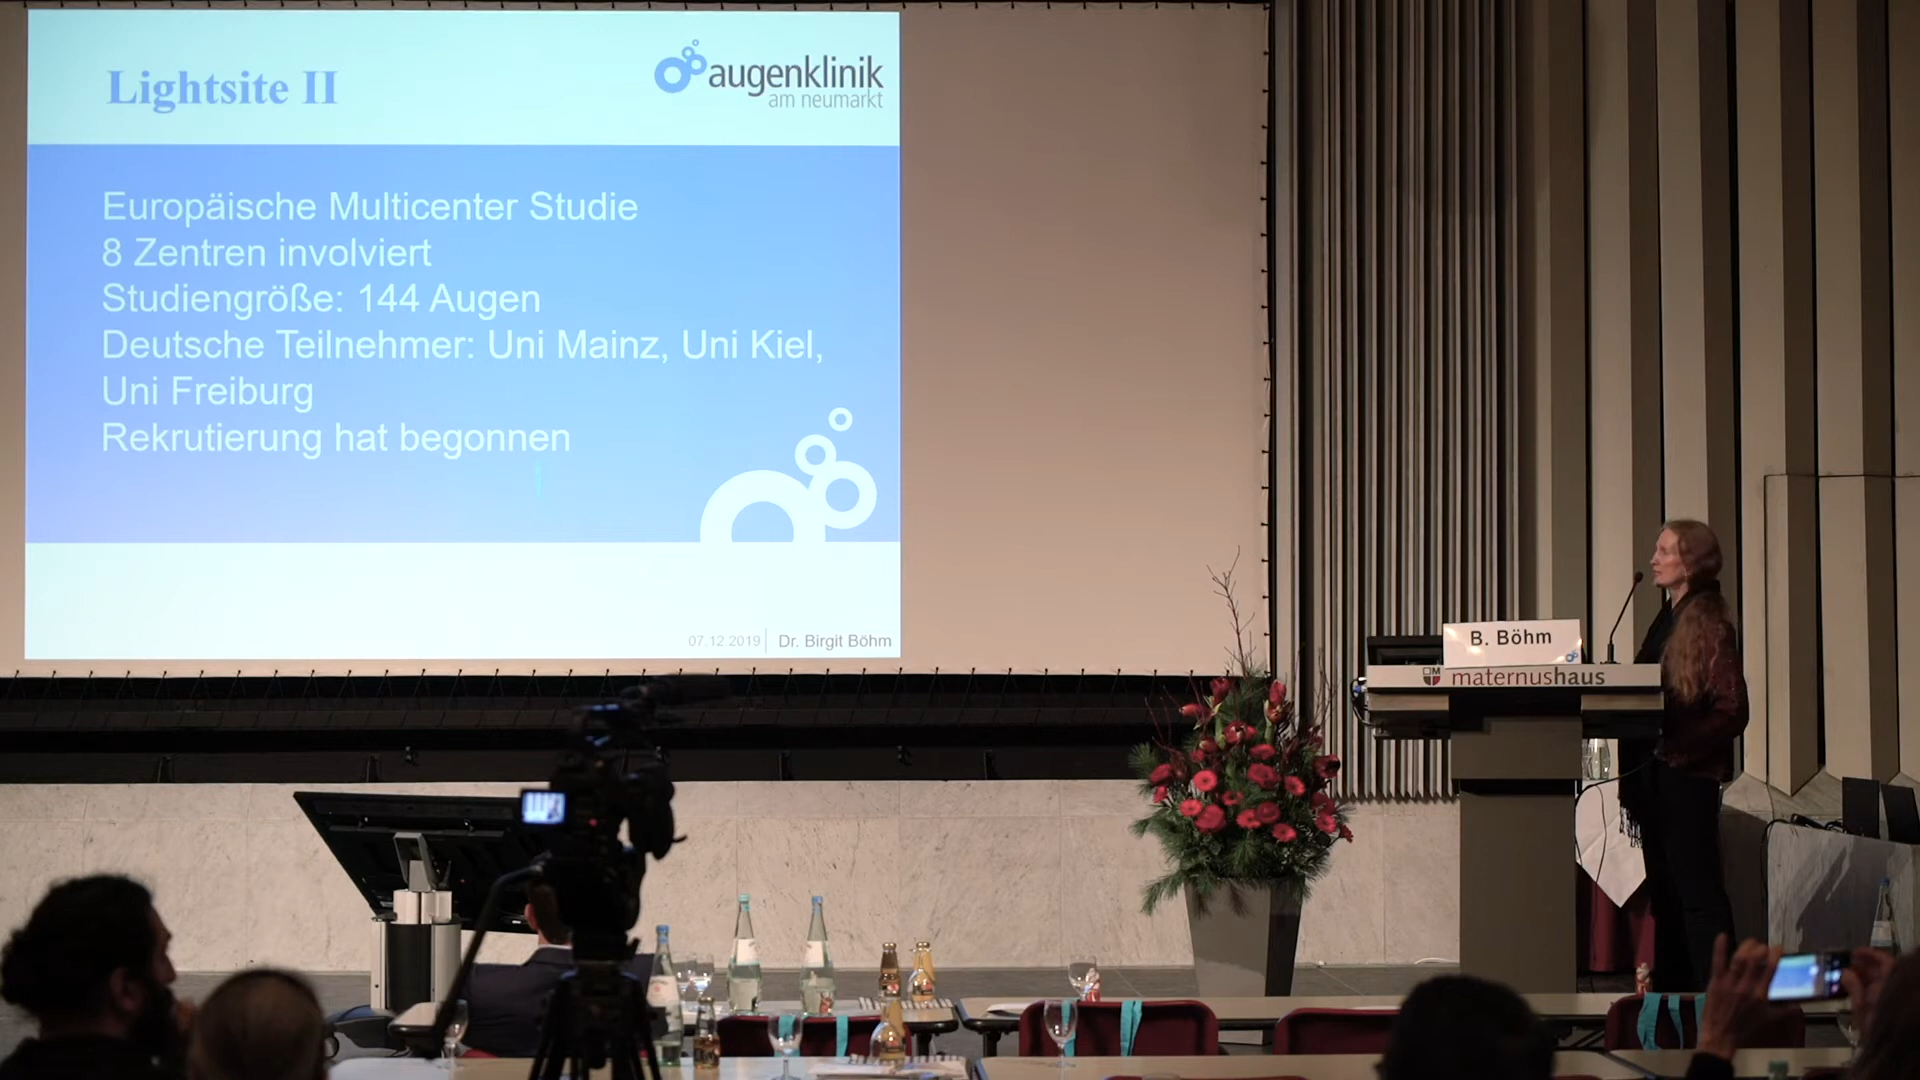 Lightsite II
augenklinik
am neumarkt
Europäische Multicenter Studie
8 Zentren involviert
Studiengröße: 144 Augen
Deutsche Teilnehmer: Uni Mainz, Uni Kiel,
Uni Freiburg
Rekrutierung hat begonnen
07.12.2019 Dr. Birgit Böhm
B. Böhm
maternushaus